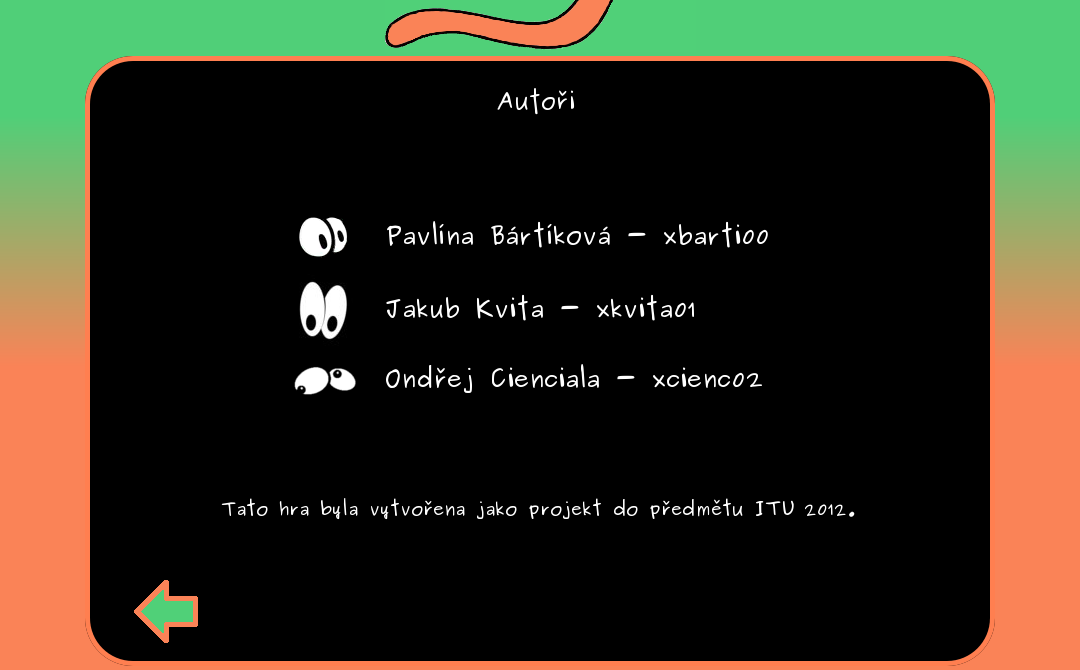 Autoři
Pavlína Bártíková - xbarti00
Jakub Kvita - xkvita01
Ondřej Cienciala - xcienc02
Tato hra byla vytvořena jako projekt do předmětu ITU 2012.